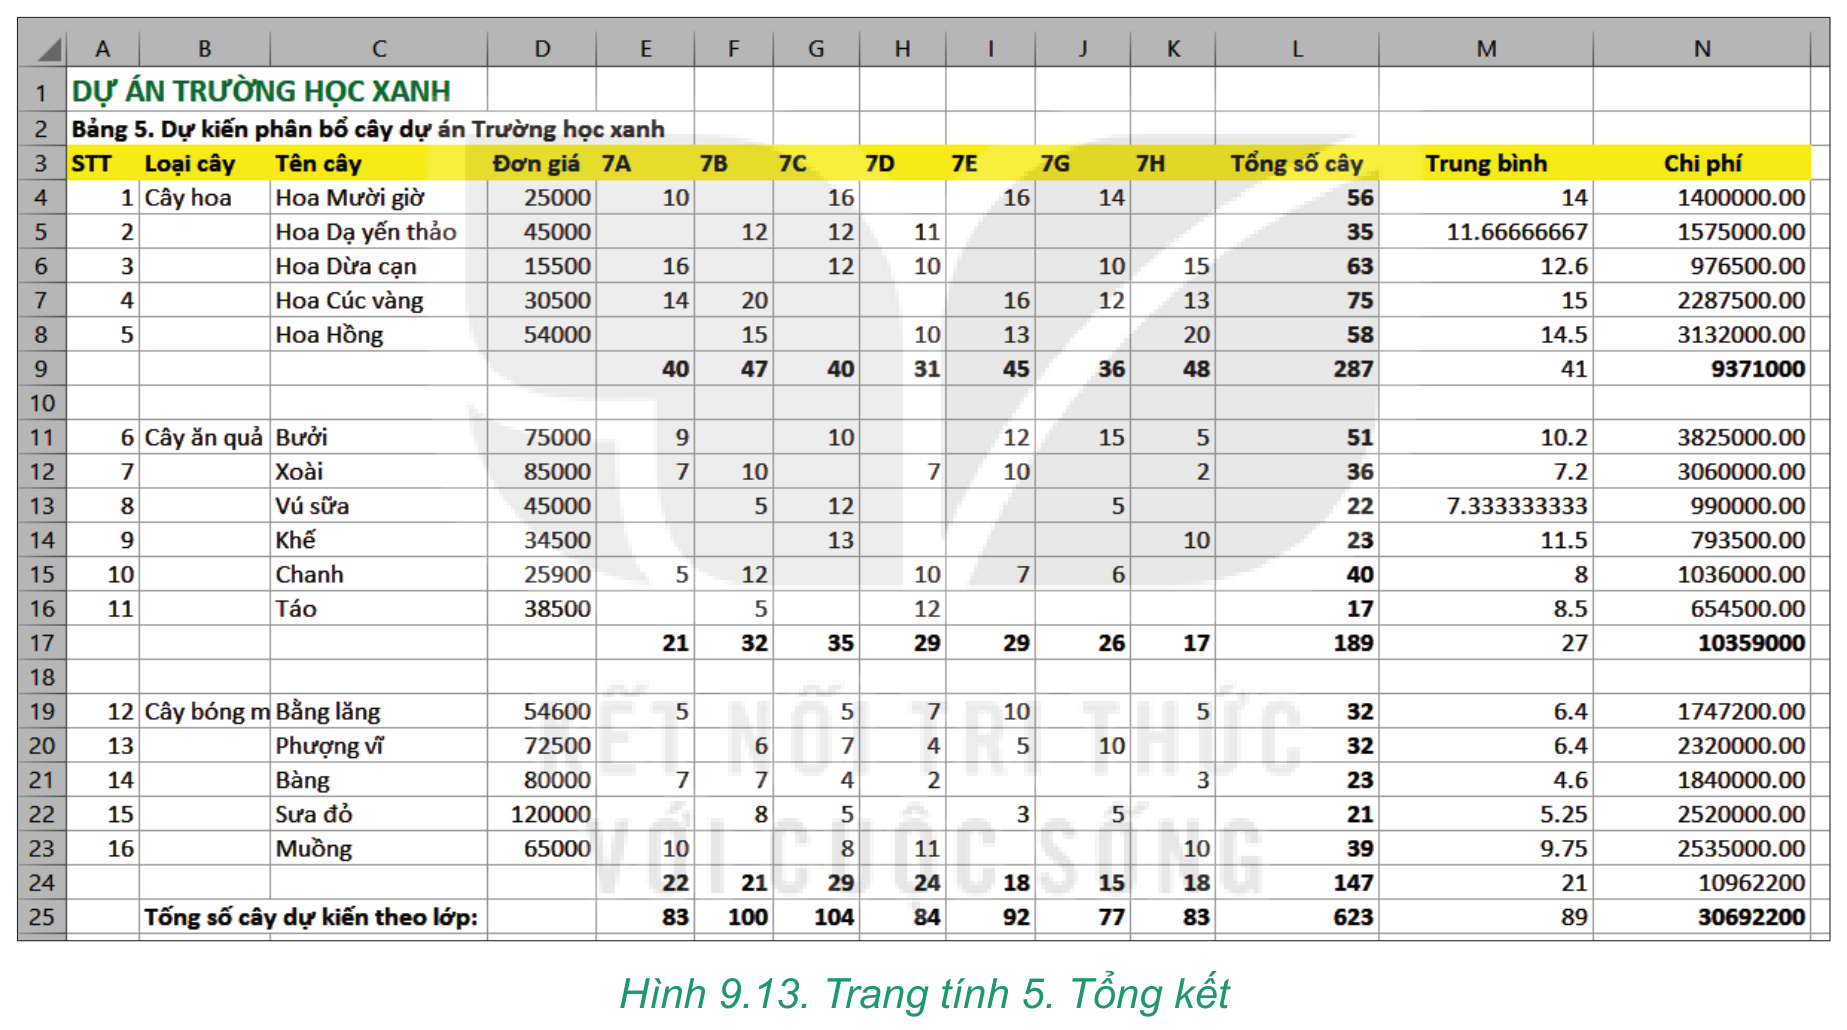 A B C D E F G H I J K L M N
1 DỰ ÁN TRƯỜNG HỌC XANH
2 Bảng 5. Dự kiến phân bổ cây dự án Trường học xanh
3 STT Loại cây Tên cây Đơn giá 7A 7B 7C 7D 7E 7G 7H Tổng số cây Trung bình Chi phí
4 1 Cây hoa Hoa Mười giờ 25000 10 16 16 14 56 14 1400000.00
5 2 Hoa Dạ yến thảo 45000 12 12 11 35 11.66666667 1575000.00
6 3 Hoa Dừa cạn 15500 16 12 10 10 15 63 12.6 976500.00
7 4 Hoa Cúc vàng 30500 14 20 16 12 13 75 15 2287500.00
8 5 Hoa Hồng 54000 15 10 13 20 58 14.5 3132000.00
9 40 47 40 31 45 36 48 287 41 9371000
10
11 6 Cây ăn quả Bưởi 75000 9 10 12 15 5 51 10.2 3825000.00
12 7 Xoài 85000 7 10 7 10 2 36 7.2 3060000.00
13 8 Vú sữa 45000 5 12 5 22 7.333333333 990000.00
14 9 Khế 34500 13 10 23 11.5 793500.00
15 10 Chanh 25900 5 12 10 7 6 40 8 1036000.00
16 11 Táo 38500 5 12 17 8.5 654500.00
17 21 32 35 29 29 26 17 189 27 10359000
18
19 12 Cây bóng m Bằng lăng 54600 5 5 7 10 5 32 6.4 1747200.00
20 13 Phượng vĩ 72500 6 7 4 5 10 32 6.4 2320000.00
21 14 Bàng 80000 7 7 4 2 3 23 4.6 1840000.00
22 15 Sưa đỏ 120000 8 5 3 5 21 5.25 2520000.00
23 16 Muồng 65000 10 8 11 10 39 9.75 2535000.00
24 22 21 29 24 18 15 18 147 21 10962200
25 Tổng số cây dự kiến theo lớp: 83 100 104 84 92 77 83 623 89 30692200
KẾT NỐI TRI THỨC
VỚI CUỘC SỐNG
Hình 9.13. Trang tính 5. Tổng kết